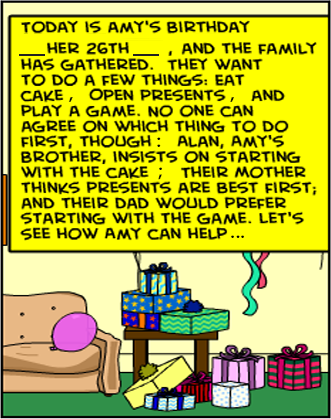 TODAY IS AMY'S BIRTHDAY
__HER 26TH__ , AND THE FAMILY
HAS GATHERED. THEY WANT
TO DO A FEW THINGS: EAT
CAKE , OPEN PRESENTS , AND
PLAY A GAME. NO ONE CAN
AGREE ON WHICH THING TO DO
FIRST, THOUGH : ALAN, AMY'S
BROTHER, INSISTS ON STARTING
WITH THE CAKE ; THEIR MOTHER
THINKS PRESENTS ARE BEST FIRST;
AND THEIR DAD WOULD PREFER
STARTING WITH THE GAME. LET'S
SEE HOW AMY CAN HELP ...